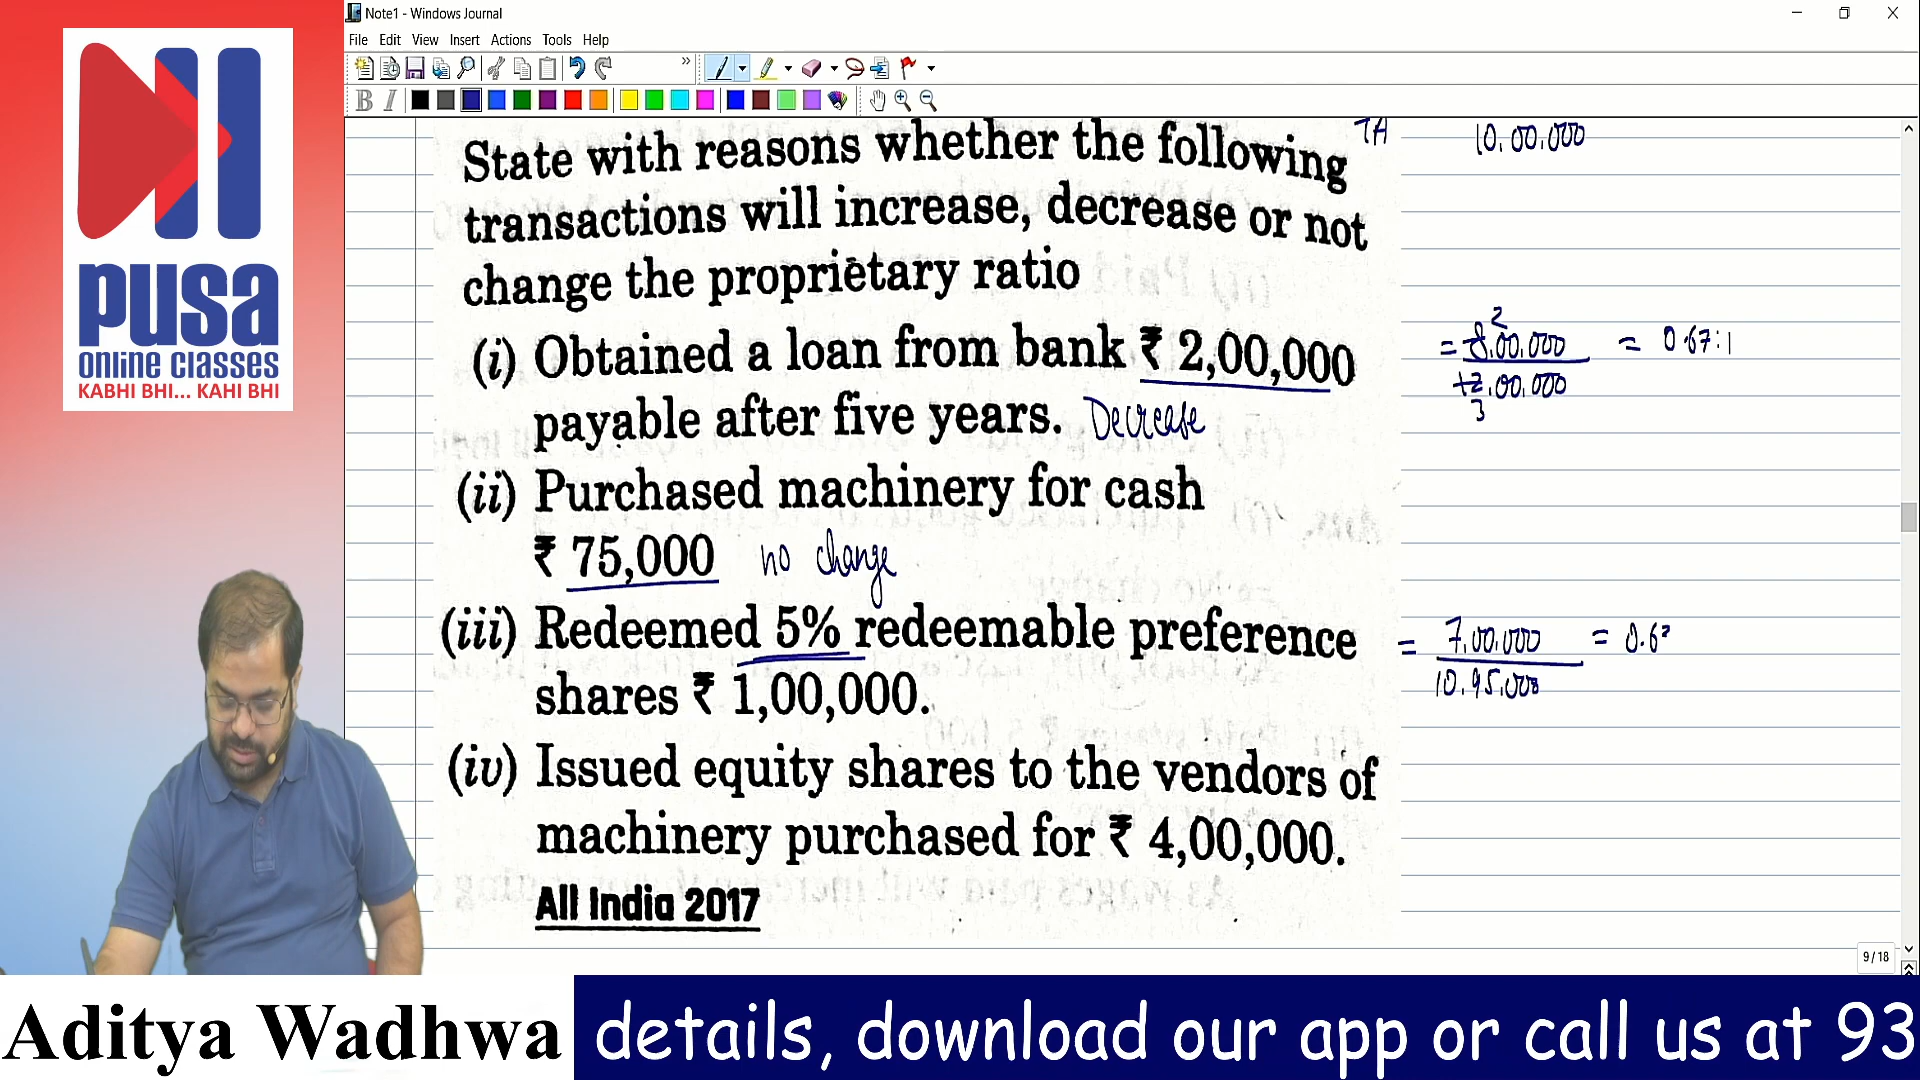 Note1 - Windows Journal
File Edit View Insert Actions Tools Help
B I
State with reasons whether the following
transactions will increase, decrease or not
change the proprietary ratio
(i) Obtained a loan from bank ₹ 2,00,000
payable after five years. Decrease
(ii) Purchased machinery for cash
₹ 75,000 no change
(iii) Redeemed 5% redeemable preference
shares ₹ 1,00,000.
(iv) Issued equity shares to the vendors of
machinery purchased for ₹ 4,00,000.
All India 2017
TA 10,00,000
2
= 8,00,000 = 0.67:1
12,00,000
3
= 7,00,000 = 0.6
10,95,000
9 / 18
PUSA
online classes
KABHI BHI... KAHI BHI
Aditya Wadhwa
details, download our app or call us at 93